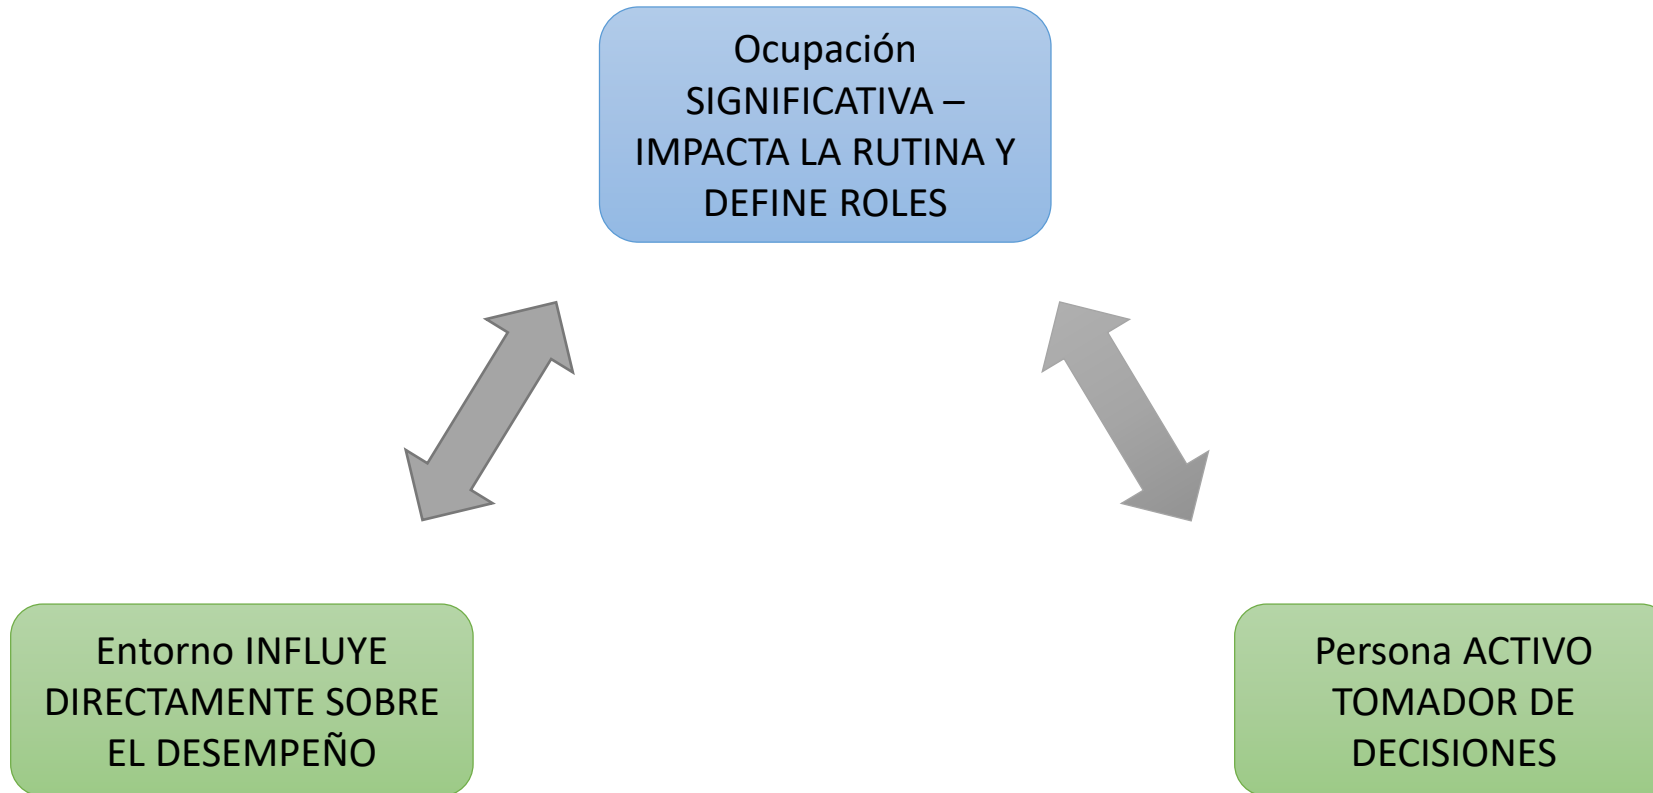 Ocupación
SIGNIFICATIVA –
IMPACTA LA RUTINA Y
DEFINE ROLES
Entorno INFLUYE
DIRECTAMENTE SOBRE
EL DESEMPEÑO
Persona ACTIVO
TOMADOR DE
DECISIONES